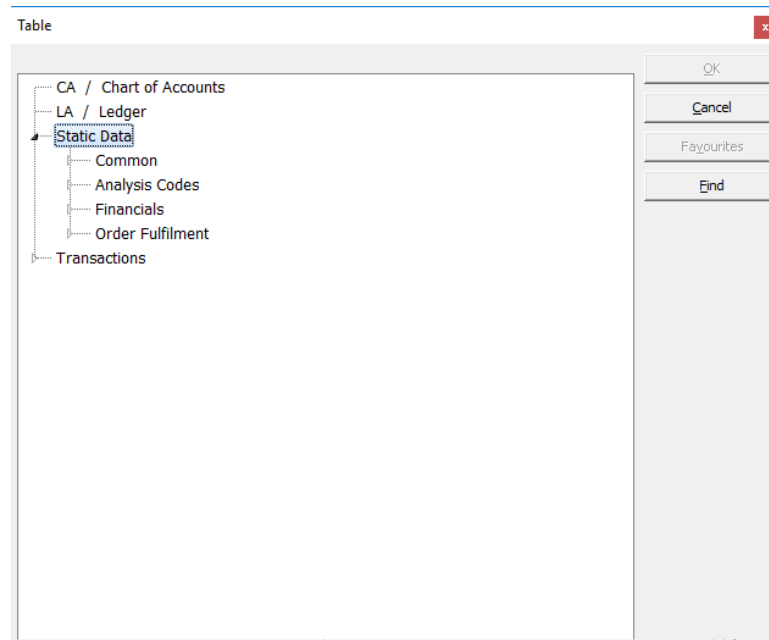 Table
x
OK
CA / Chart of Accounts
LA / Ledger
Cancel
Static Data
Favourites
Common
Analysis Codes
Find
Financials
Order Fulfilment
Transactions